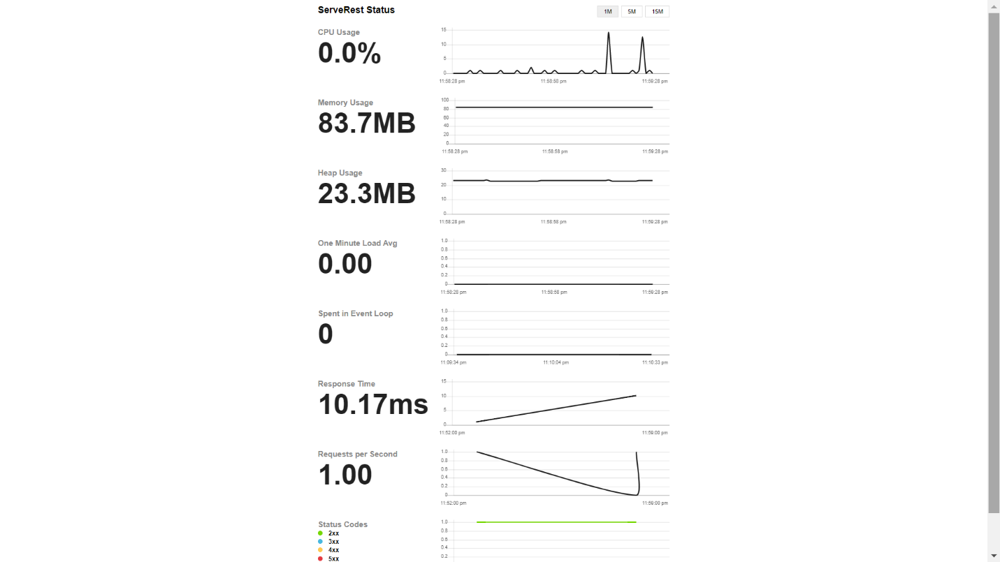 ServeRest Status
1M 5M 15M
CPU Usage
0.0%
15
10
5
0
11:58:28 pm 11:58:58 pm 11:59:28 pm
Memory Usage
83.7MB
100
80
60
40
20
0
11:58:28 pm 11:58:58 pm 11:59:28 pm
Heap Usage
23.3MB
30
20
10
0
11:58:28 pm 11:58:58 pm 11:59:28 pm
One Minute Load Avg
0.00
1.0
0.8
0.6
0.4
0.2
0
11:58:28 pm 11:58:58 pm 11:59:28 pm
Spent in Event Loop
0
1.0
0.8
0.6
0.4
0.2
0
11:09:34 pm 11:10:04 pm 11:10:33 pm
Response Time
10.17ms
15
10
5
0
11:52:00 pm 11:59:00 pm
Requests per Second
1.00
1.0
0.8
0.6
0.4
0.2
0
11:52:00 pm 11:59:00 pm
Status Codes
2xx
3xx
4xx
5xx
1.0
0.8
0.6
0.4
0.2